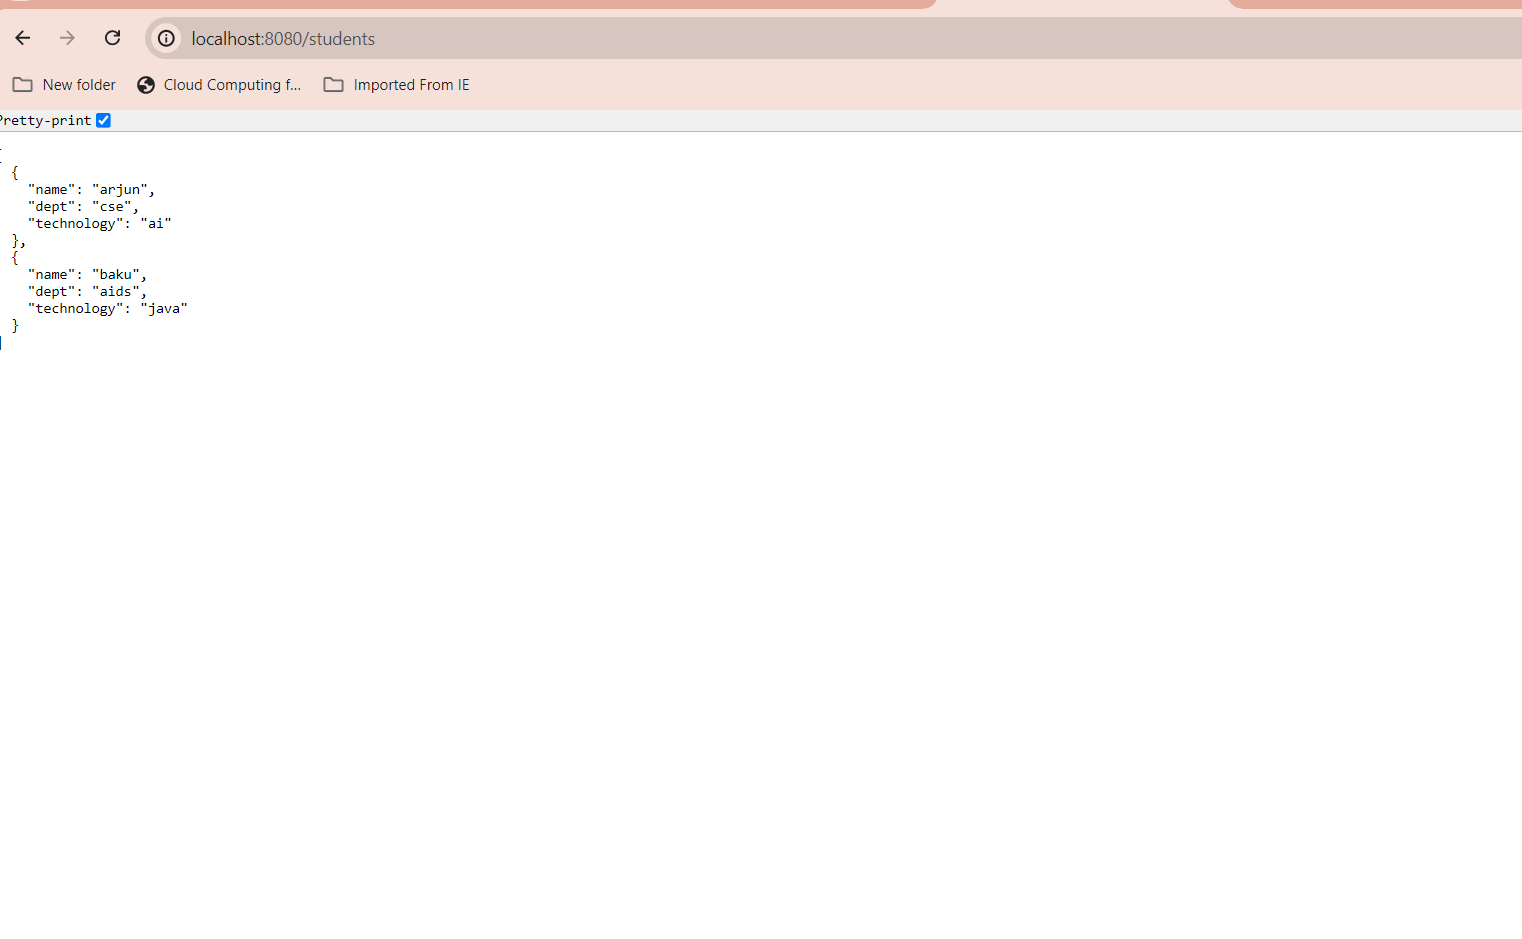 localhost:8080/students
New folder Cloud Computing f... Imported From IE
Pretty-print
{
"name": "arjun",
"dept": "cse",
"technology": "ai"
},
{
"name": "baku",
"dept": "aids",
"technology": "java"
}